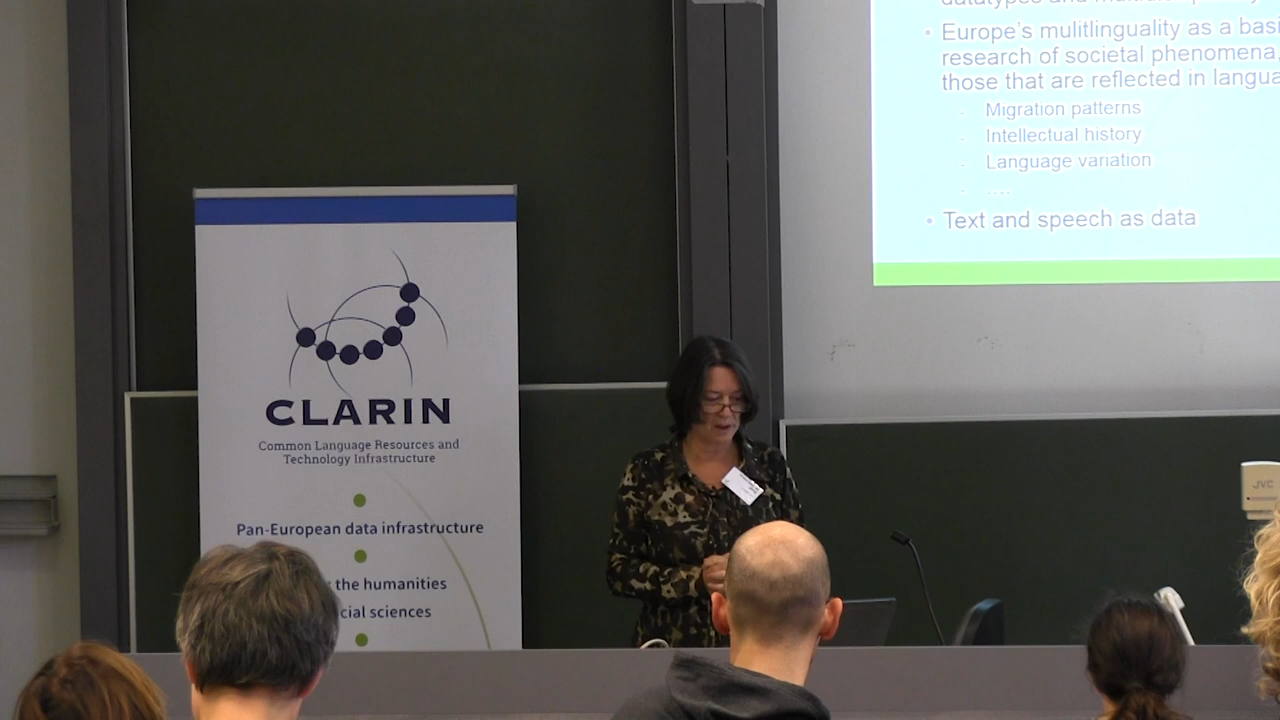 CLARIN
Common Language Resources and
Technology Infrastructure
Pan-European data infrastructure
the humanities
cial sciences
datatypes and
• Europe's mulitlinguality as a basi
research of societal phenomena,
those that are reflected in langua
- Migration patterns
- Intellectual history
- Language variation
- ....
• Text and speech as data
JVC